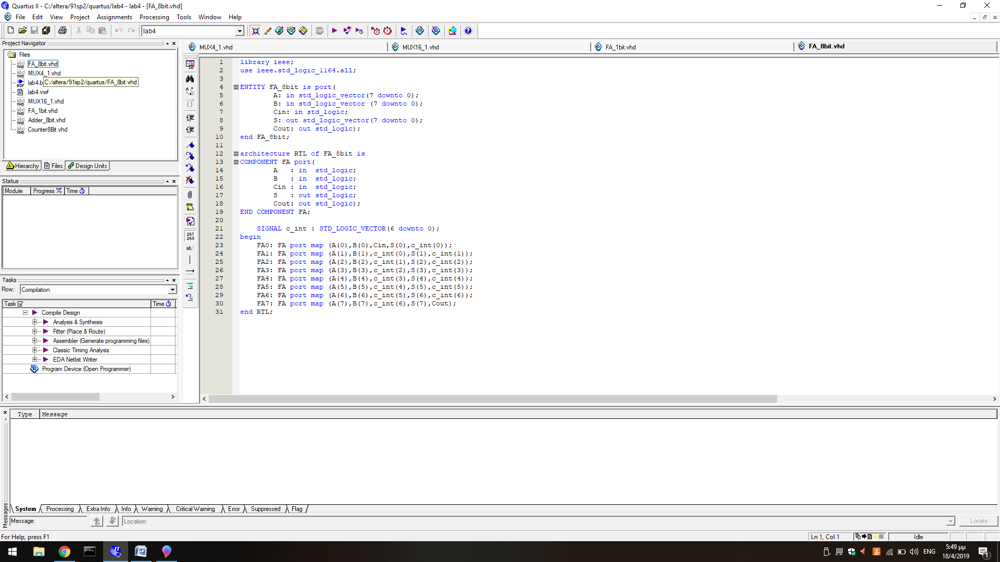 Quartus II - C:/altera/91sp2/quartus/lab4 - lab4 - [FA_8bit.vhd]
File Edit View Project Assignments Processing Tools Window Help
lab4
Project Navigator
Files
FA_8bit.vhd
MUX4_1.vhd
lab4.b
C:/altera/91sp2/quartus/FA_8bit.vhd
lab4.vwf
MUX16_1.vhd
FA_1bit.vhd
Adder_8bit.vhd
Counter8Bit.vhd
Hierarchy Files Design Units
Status
Module Progress % Time
Tasks
Flow: Compilation
Task Time
Compile Design
Analysis & Synthesis
Fitter (Place & Route)
Assembler (Generate programming files)
Classic Timing Analysis
EDA Netlist Writer
Program Device (Open Programmer)
MUX4_1.vhd MUX16_1.vhd FA_1bit.vhd FA_8bit.vhd
1 library ieee;
2 use ieee.std_logic_1164.all;
3
4 ENTITY FA_8bit is port(
5 A: in std_logic_vector(7 downto 0);
6 B: in std_logic_vector (7 downto 0);
7 Cin: in std_logic;
8 S: out std_logic_vector(7 downto 0);
9 Cout: out std_logic);
10 end FA_8bit;
11
12 architecture RTL of FA_8bit is
13 COMPONENT FA port(
14 A : in std_logic;
15 B : in std_logic;
16 Cin : in std_logic;
17 S : out std_logic;
18 Cout: out std_logic);
19 END COMPONENT FA;
20
21 SIGNAL c_int : STD_LOGIC_VECTOR(6 downto 0);
22 begin
23 FA0: FA port map (A(0),B(0),Cin,S(0),c_int(0));
24 FA1: FA port map (A(1),B(1),c_int(0),S(1),c_int(1));
25 FA2: FA port map (A(2),B(2),c_int(1),S(2),c_int(2));
26 FA3: FA port map (A(3),B(3),c_int(2),S(3),c_int(3));
27 FA4: FA port map (A(4),B(4),c_int(3),S(4),c_int(4));
28 FA5: FA port map (A(5),B(5),c_int(4),S(5),c_int(5));
29 FA6: FA port map (A(6),B(6),c_int(5),S(6),c_int(6));
30 FA7: FA port map (A(7),B(7),c_int(6),S(7),Cout);
31 end RTL;
267
268
ab/
Type Message
System Processing Extra Info Info Warning Critical Warning Error Suppressed Flag
Messages
Message: Location: Locate
For Help, press F1
Ln 1, Col 1 Idle
ENG
5:49 μμ
18/4/2019
1